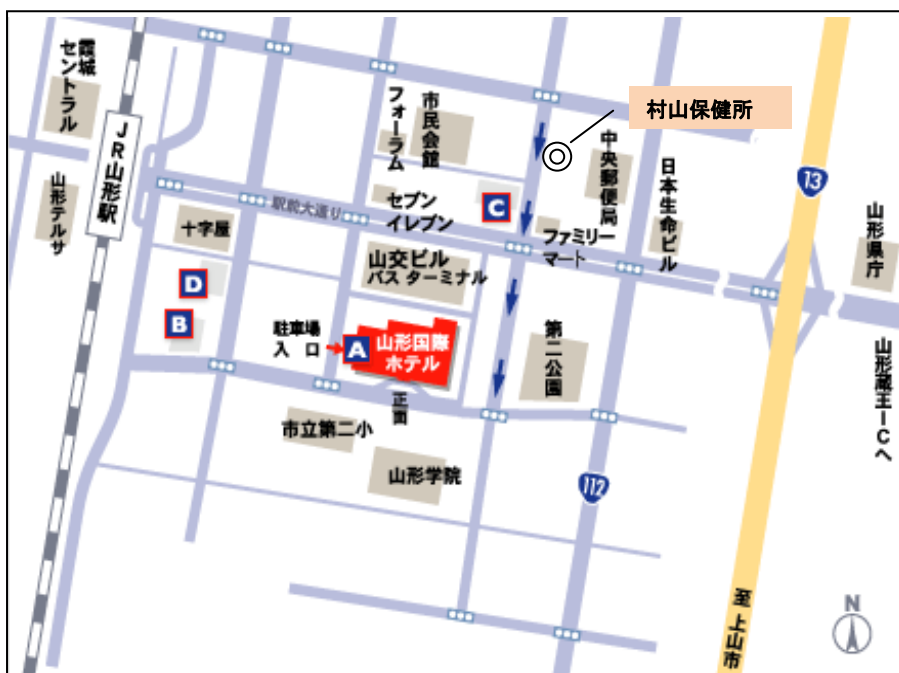 霞城
セントラル
JR山形駅
山形テルサ
フォーラム
市民会館
村山保健所
中央郵便局
日本生命ビル
13
山形県庁
駅前大通り
セブン
イレブン
C
ファミリー
マート
十字屋
山交ビル
バス ターミナル
D
B
駐車場
入口
A
山形国際
ホテル
正面
第二公園
山形蔵王ICへ
市立第二小
山形学院
112
至 上山市
N